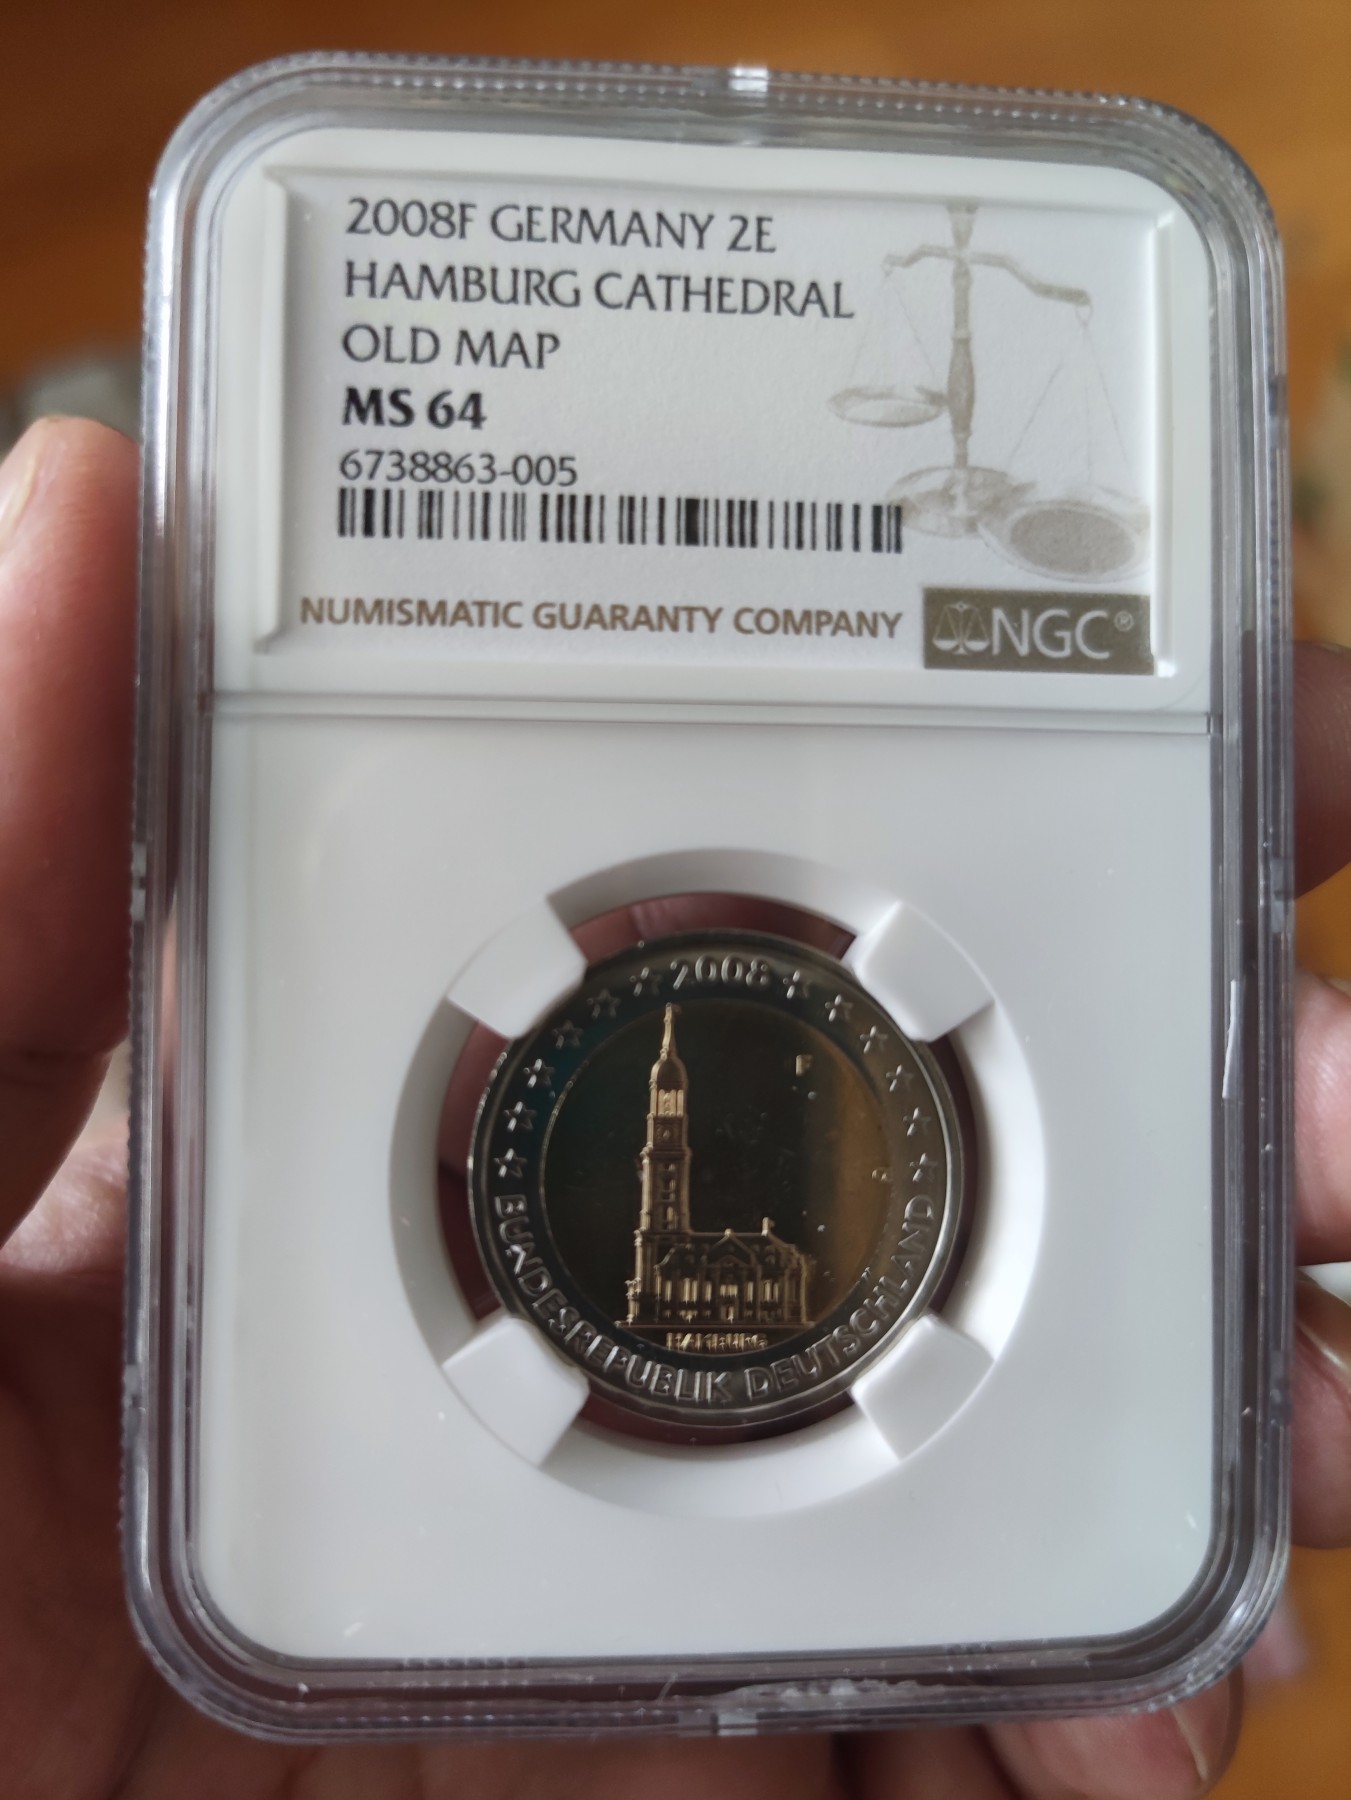 2008F GERMANY 2E
HAMBURG CATHEDRAL
OLD MAP
MS 64
6738863-005
NUMISMATIC GUARANTY COMPANY
NGC®
2008
F
HAMBURG
BUNDESREPUBLIK DEUTSCHLAND